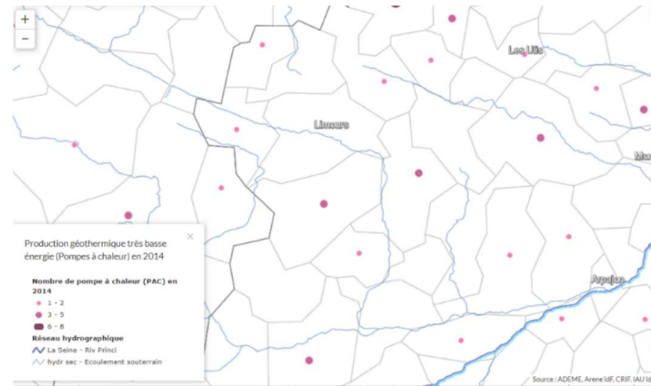 +
−
Les Ulis
Limours
Mar
Arpajon
Production géothermique très basse
énergie (Pompes à chaleur) en 2014
×
Nombre de pompe à chaleur (PAC) en
2014
1 - 2
3 - 5
6 - 8
Réseau hydrographique
La Seine - Riv Princi
hydr sec - Ecoulement souterrain
Source : ADEME, Arene IdF, CRIF, IAU îd